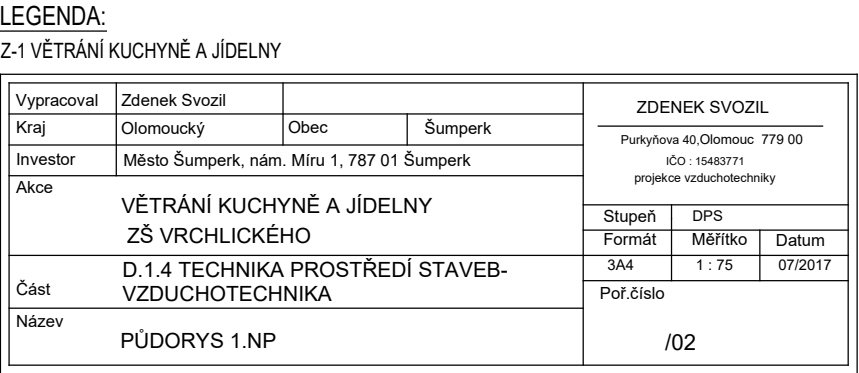 LEGENDA:
Z-1 VĚTRÁNÍ KUCHYNĚ A JÍDELNY
Vypracoval Zdenek Svozil
Kraj Olomoucký Obec Šumperk
Investor Město Šumperk, nám. Míru 1, 787 01 Šumperk
Akce
VĚTRÁNÍ KUCHYNĚ A JÍDELNY
ZŠ VRCHLICKÉHO
Část
D.1.4 TECHNIKA PROSTŘEDÍ STAVEB-
VZDUCHOTECHNIKA
Název
PŮDORYS 1.NP
ZDENEK SVOZIL
Purkyňova 40,Olomouc 779 00
IČO : 15483771
projekce vzduchotechniky
Stupeň DPS
Formát Měřítko Datum
3A4 1 : 75 07/2017
Poř.číslo
/02